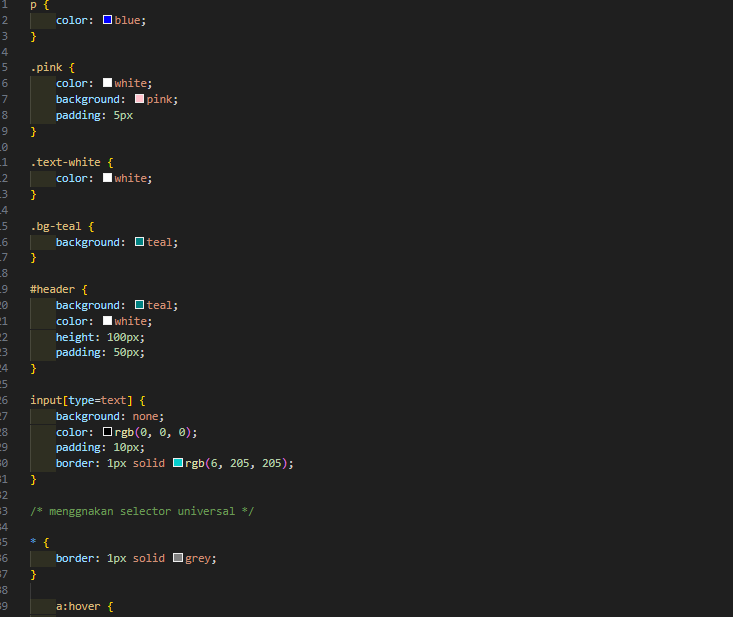 1 p {
2 color: blue;
3 }
4
5 .pink {
6 color: white;
7 background: pink;
8 padding: 5px
9 }
10
11 .text-white {
12 color: white;
13 }
14
15 .bg-teal {
16 background: teal;
17 }
18
19 #header {
20 background: teal;
21 color: white;
22 height: 100px;
23 padding: 50px;
24 }
25
26 input[type=text] {
27 background: none;
28 color: rgb(0, 0, 0);
29 padding: 10px;
30 border: 1px solid rgb(6, 205, 205);
31 }
32
33 /* menggnakan selector universal */
34
35 * {
36 border: 1px solid grey;
37 }
38
39 a:hover {